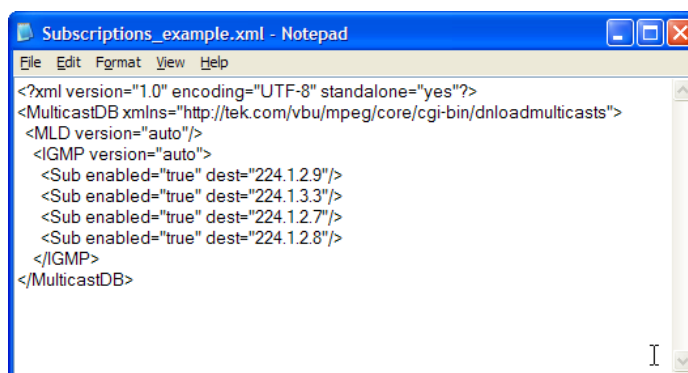 Subscriptions_example.xml - Notepad
File Edit Format View Help
<?xml version="1.0" encoding="UTF-8" standalone="yes"?>
<MulticastDB xmlns="http://tek.com/vbu/mpeg/core/cgi-bin/dnloadmulticasts">
<MLD version="auto"/>
<IGMP version="auto">
<Sub enabled="true" dest="224.1.2.9"/>
<Sub enabled="true" dest="224.1.3.3"/>
<Sub enabled="true" dest="224.1.2.7"/>
<Sub enabled="true" dest="224.1.2.8"/>
</IGMP>
</MulticastDB>